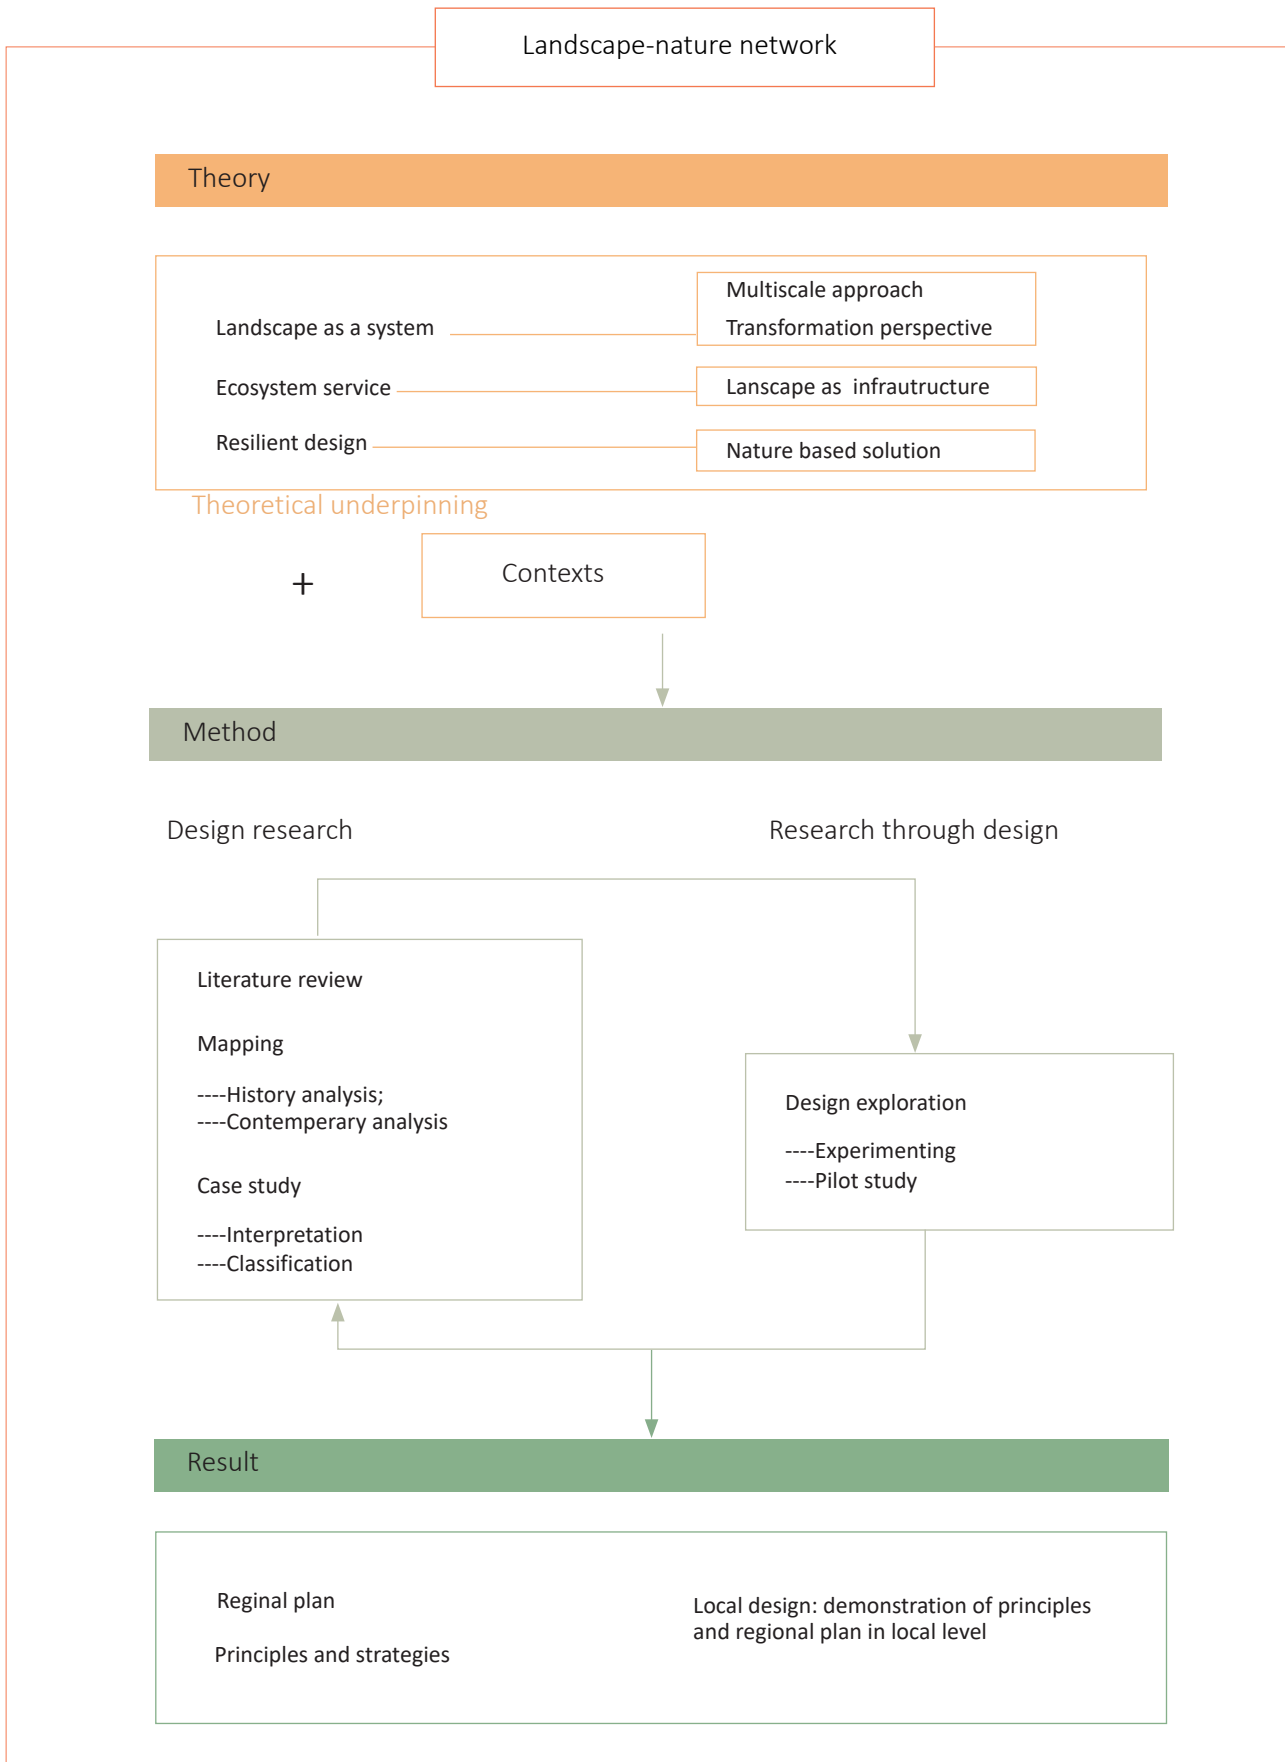 Landscape-nature network
Theory
Multiscale approach
Landscape as a system
Transformation perspective
Ecosystem service
Lanscape as  infrautructure
Resilient design
Nature based solution
Theoretical underpinning
+
Contexts
Method
Design research
Research through design
Literature review
Mapping
----History analysis;
----Contemperary analysis
Case study
----Interpretation
----Classification
Design exploration
----Experimenting
----Pilot study
Result
Reginal plan
Principles and strategies
Local design: demonstration of principles
and regional plan in local level